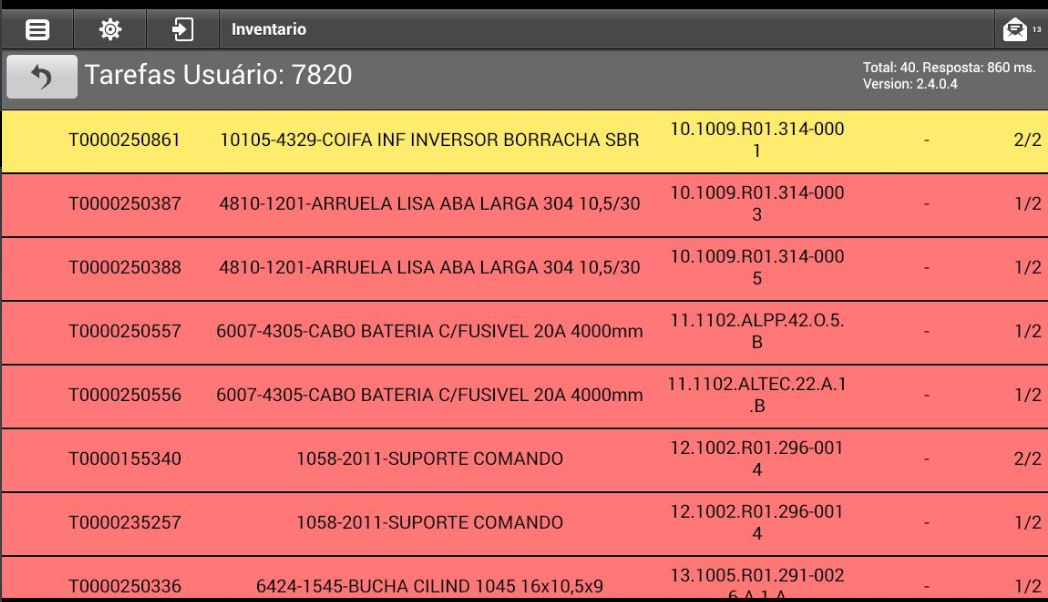 Inventario
13
Tarefas Usuário: 7820
Total: 40. Resposta: 860 ms.
Version: 2.4.0.4
T0000250861 10105-4329-COIFA INF INVERSOR BORRACHA SBR 10.1009.R01.314-000
1 - 2/2
T0000250387 4810-1201-ARRUELA LISA ABA LARGA 304 10,5/30 10.1009.R01.314-000
3 - 1/2
T0000250388 4810-1201-ARRUELA LISA ABA LARGA 304 10,5/30 10.1009.R01.314-000
5 - 1/2
T0000250557 6007-4305-CABO BATERIA C/FUSIVEL 20A 4000mm 11.1102.ALPP.42.O.5.
B - 1/2
T0000250556 6007-4305-CABO BATERIA C/FUSIVEL 20A 4000mm 11.1102.ALTEC.22.A.1
.B - 1/2
T0000155340 1058-2011-SUPORTE COMANDO 12.1002.R01.296-001
4 - 2/2
T0000235257 1058-2011-SUPORTE COMANDO 12.1002.R01.296-001
4 - 1/2
T0000250336 6424-1545-BUCHA CILIND 1045 16x10,5x9 13.1005.R01.291-002
6.A.1.A - 1/2